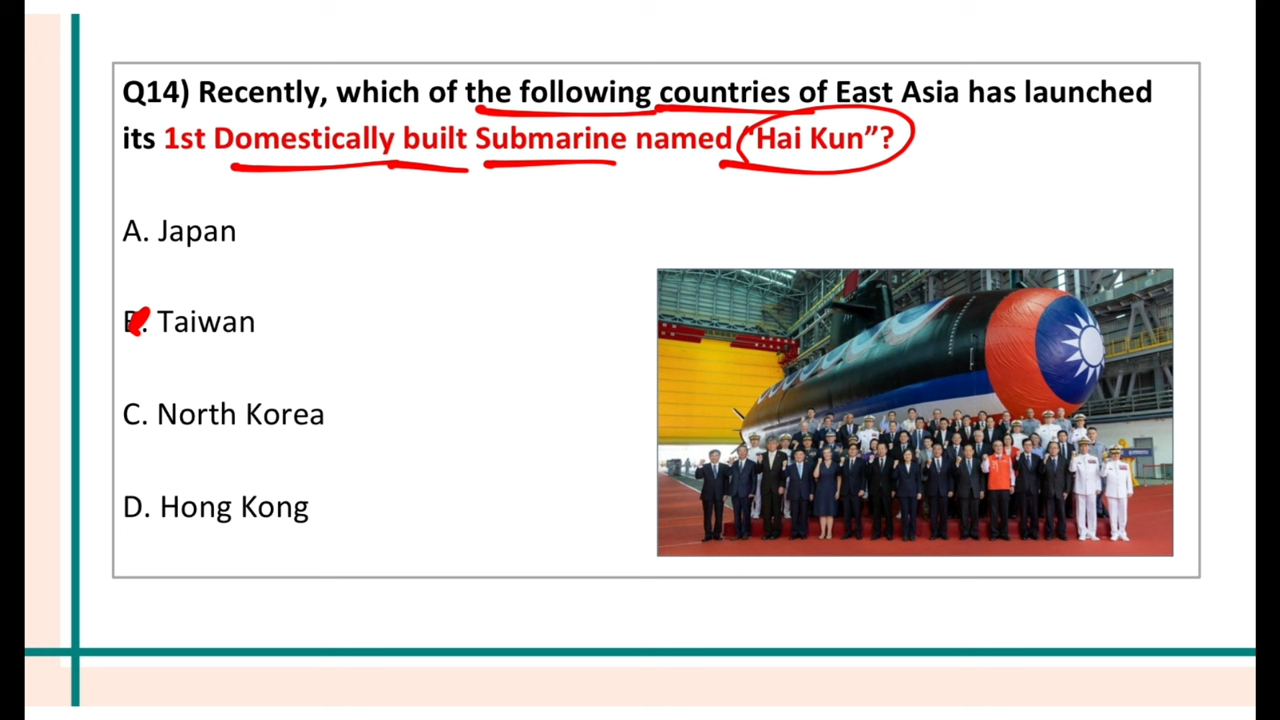 Q14) Recently, which of the following countries of East Asia has launched
its 1st Domestically built Submarine named “Hai Kun”?
A. Japan
B. Taiwan
C. North Korea
D. Hong Kong